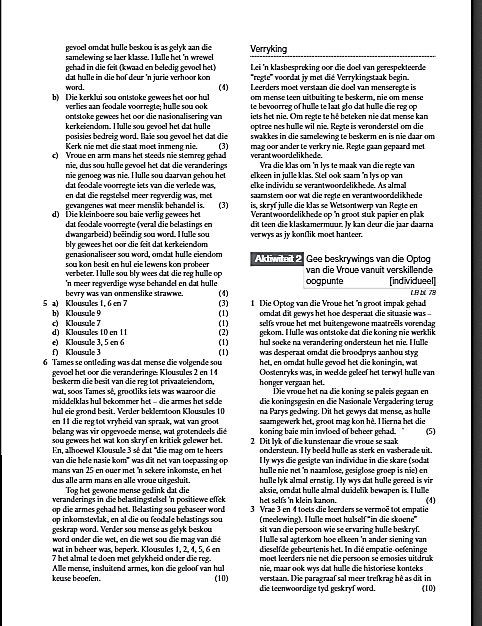 gevoel omdat hulle beskou is as gelyk aan die
samelewing se laer klasse. Hulle het 'n wrewel
gehad in die feit (kwaad en beledig gevoel het)
dat hulle in die hof deur 'n jurie verhoor kon
word. (4)
b) Die kerklui sou ontstoke gewees het oor hul
verlies aan feodale voorregte; hulle sou ook
ontstoke gewees het oor die nasionalisering van
kerkeiendom. Hulle sou gevoel het dat hulle
posisies bedreig word. Baie sou gevoel het dat die
Kerk nie met die staat moet inmeng nie. (3)
c) Vroue en arm mans het steeds nie stemreg gehad
nie, dus sou hulle gevoel het dat die veranderings
nie genoeg was nie. Hulle sou daarvan gehou het
dat feodale voorregte iets van die verlede was,
en dat die regstelsel meer regverdig was, met
gevangenes wat meer menslik behandel is. (3)
d) Die kleinboere sou baie verlig gewees het
dat feodale voorregte (veral die belastings en
dwangarbeid) beëindig sou word. Hulle sou
bly gewees het oor die feit dat kerkeiendom
genasionaliseer sou word, omdat hulle eiendom
sou kon besit en hul eie lewens kon probeer
verbeter. Hulle sou bly wees dat die reg hulle op
'n meer regverdige wyse behandel en dat hulle
bevry was van onmenslike strawwe. (4)
5 a) Klousules 1, 6 en 7 (3)
b) Klousule 9 (1)
c) Klousule 7 (1)
d) Klousules 10 en 11 (2)
e) Klousule 3, 5 en 6 (1)
f) Klousule 3 (1)
6 Tames se ontleding was dat mense die volgende sou
gevoel het oor die veranderinge: Klousules 2 en 14
beskerm die besit van die reg tot privaateiendom,
wat, soos Tames sê, grootliks iets was waaroor die
middelklas hul bekommer het – die armes het selde
hul eie grond besit. Verder beklemtoon Klousules 10
en 11 die reg tot vryheid van spraak, wat van groot
belang was vir opgevoede mense, wat grotendeels dié
sou gewees het wat kon skryf en krities gelewer het.
En, alhoewel Klousule 3 sê dat "die mag om te heers
van die hele nasie kom" was dit net van toepassing op
mans van 25 en ouer met 'n sekere inkomste, en het
dus alle arm mans en alle vroue uitgesluit.
Tog het gewone mense gedink dat die
veranderings in die belastingstelsel 'n positiewe effek
op die armes gehad het. Belasting sou gebaseer word
op inkomstevlak, en al die ou feodale belastings sou
geskrap word. Verder sou mense as gelyk beskou
word onder die wet, en die wet sou die mag van dié
wat in beheer was, beperk. Klousules 1, 2, 4, 5, 6 en
7 het almal te doen met gelykheid onder die reg.
Alle mense, insluitend armes, kon die geloof van hul
keuse beoefen. (10)
Verryking
Lei 'n klasbespreking oor die doel van gerespekteerde
"regte" voordat jy met dié Verrykingstaak begin.
Leerders moet verstaan die doel van menseregte is
om mense teen uitbuiting te beskerm, nie om mense
te bevoorreg of hulle te laat glo dat hulle die reg op
iets het nie. Om regte te hê beteken nie dat mense kan
optree nes hulle wil nie. Regte is veronderstel om die
swakkes in die samelewing te beskerm en is nie daar om
mag oor ander te verkry nie. Regte gaan gepaard met
verantwoordelikhede.
Vra die klas om 'n lys te maak van die regte van
elkeen in julle klas. Stel ook saam 'n lys op van
elke individu se verantwoordelikhede. As almal
saamstem oor wat die regte en verantwoordelikhede
is, skryf julle die klas se Wetsontwerp van Regte en
Verantwoordelikhede op 'n groot stuk papier en plak
dit teen die klaskamermuur. Jy kan deur die jaar daarna
verwys as jy konflik moet hanteer.
Aktiwiteit 2 Gee beskrywings van die Optog
van die Vroue vanuit verskillende
oogpunte [individueel]
LB bl. 78
1 Die Optog van die Vroue het 'n groot impak gehad
omdat dit gewys het hoe desperaat die situasie was –
selfs vroue het met buitengewone maatreëls vorendag
gekom. Hulle was ontstoke dat die koning nie werklik
hul soeke na verandering ondersteun het nie. Hulle
was desperaat omdat die broodprys aanhou styg
het, en omdat hulle gevoel het die koningin, wat
Oostenryks was, in weelde geleef het terwyl hulle van
honger vergaan het.
Die vroue het na die koning se paleis gegaan en
die koningsgesin en die Nasionale Vergadering terug
na Parys gedwing. Dit het gewys dat mense, as hulle
saamgewerk het, groot mag kon hê. Hierna het die
koning baie min invloed of beheer gehad. (5)
2 Dit lyk of die kunstenaar die vroue se saak
ondersteun. Hy beeld hulle as sterk en vasberade uit.
Hy wys die gesigte van individue in die skare (sodat
hulle nie net 'n naamlose, gesiglose groep is nie) en
hulle lyk almal ernstig. Hy wys dat hulle gereed is vir
aksie, omdat hulle almal duidelik bewapen is. Hulle
het selfs 'n klein kanon. (4)
3 Vrae 3 en 4 toets die leerders se vermoë tot empatie
(meelewing). Hulle moet hulself "in die skoene"
sit van die persoon wie se ervaring hulle beskryf.
Hulle sal agterkom hoe elkeen 'n ander siening van
dieselfde gebeurtenis het. In dié empatie-oefeninge
moet leerders nie net die persoon se emosies uitdruk
nie, maar ook wys dat hulle die historiese konteks
verstaan. Die paragraaf sal meer trefkrag hê as dit in
die teenwoordige tyd geskryf word. (10)